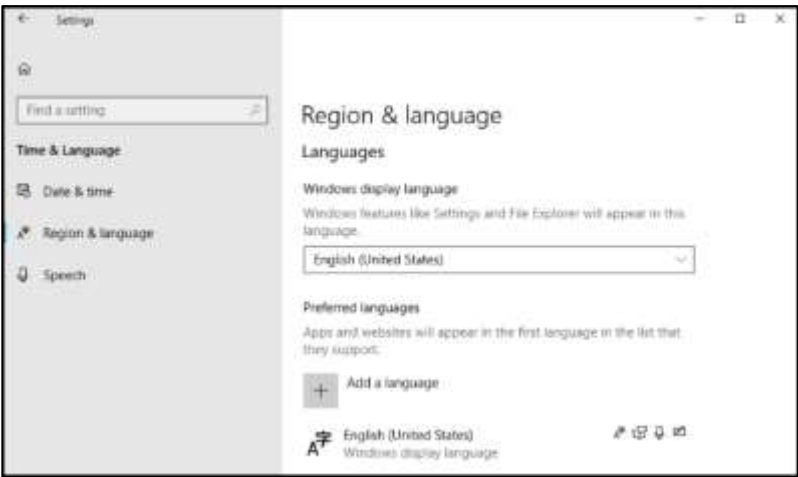 Settings
Find a setting
Time & Language
Date & time
Region & language
Speech
Region & language
Languages
Windows display language
Windows features like Settings and File Explorer will appear in this
language.
English (United States)
Preferred languages
Apps and websites will appear in the first language in the list that
they support.
Add a language
English (United States)
Windows display language